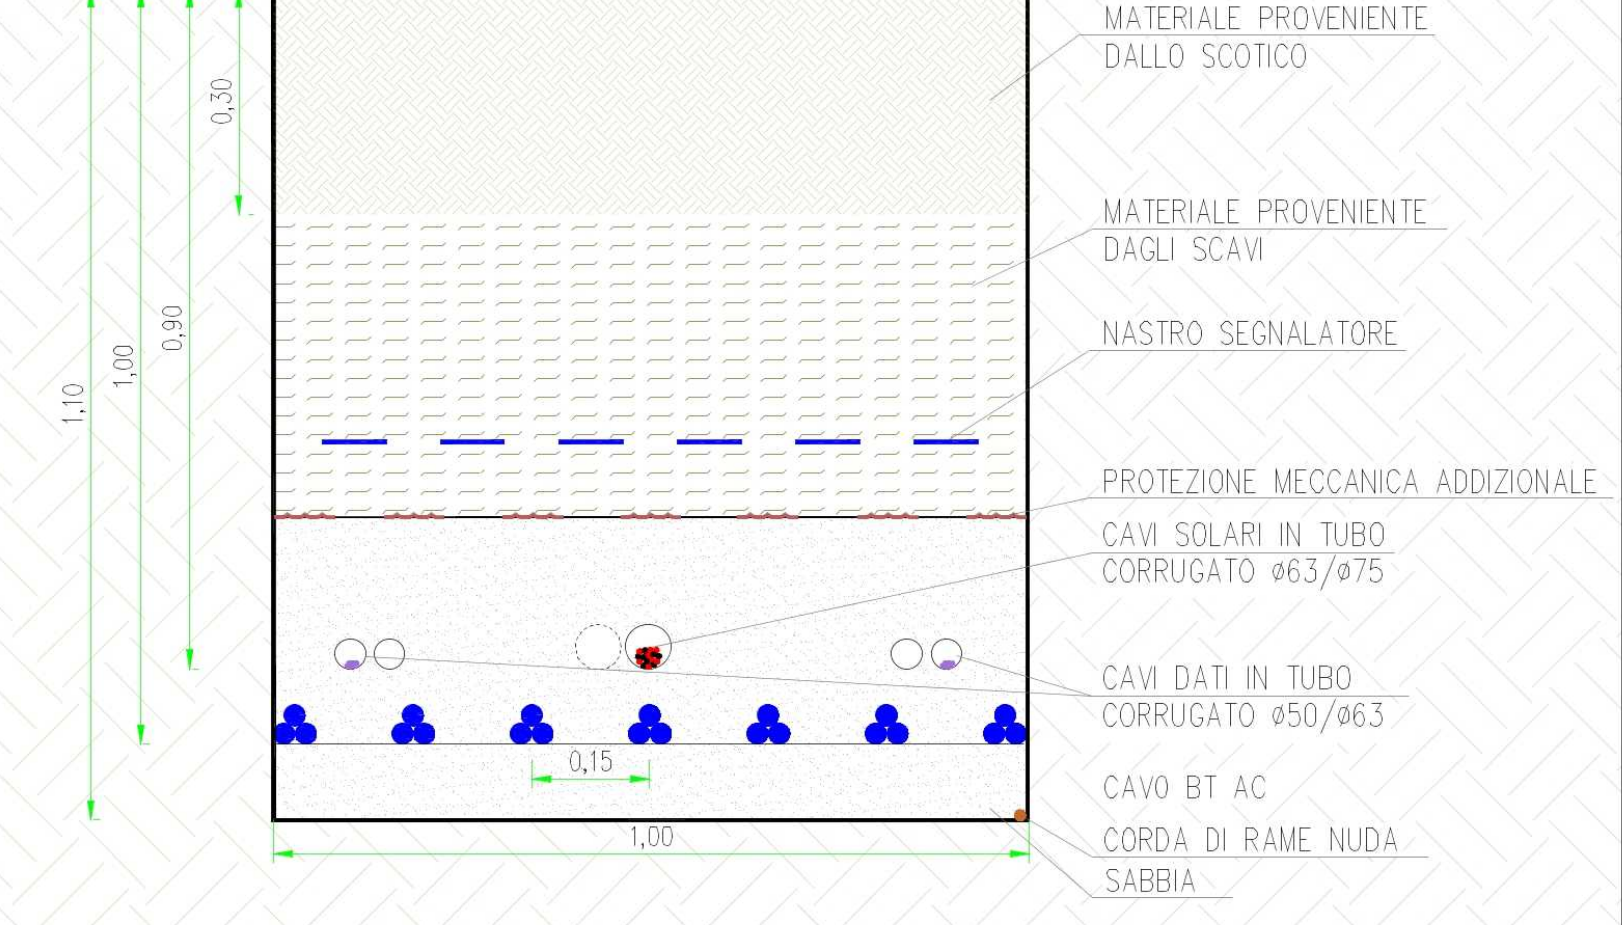 MATERIALE PROVENIENTE
DALLO SCOTICO
0,30
MATERIALE PROVENIENTE
DAGLI SCAVI
0,90
1,00
1,10
NASTRO SEGNALATORE
PROTEZIONE MECCANICA ADDIZIONALE
CAVI SOLARI IN TUBO
CORRUGATO ø63/ø75
CAVI DATI IN TUBO
CORRUGATO ø50/ø63
0,15
CAVO BT AC
1,00
CORDA DI RAME NUDA
SABBIA